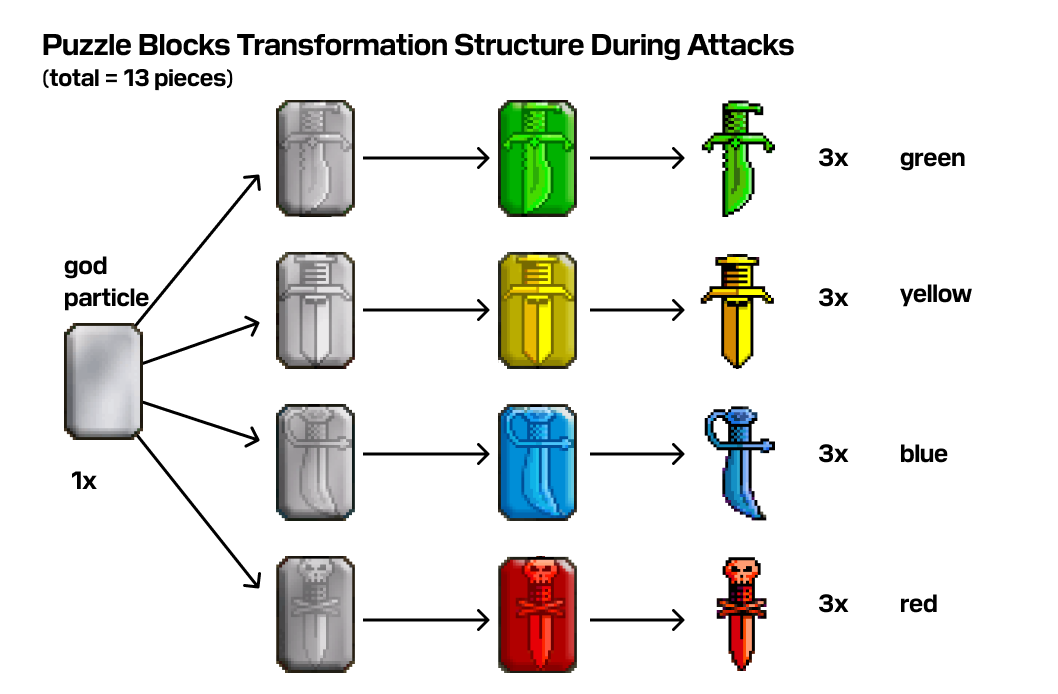 Puzzle Blocks Transformation Structure During Attacks
(total = 13 pieces)
3x green
god
particle
3x yellow
1x
3x blue
3x red